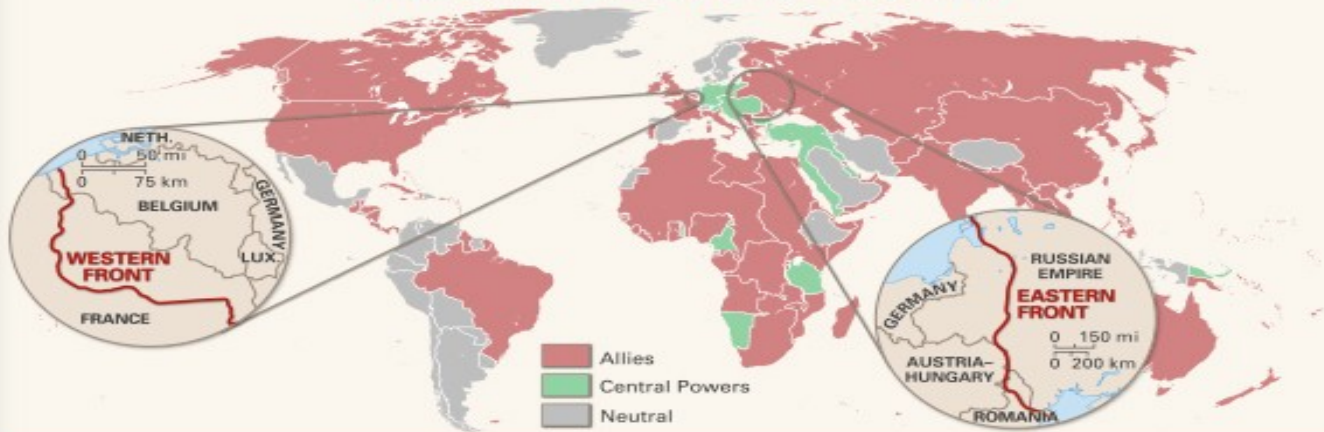 NETH.
0 50 mi
0 75 km
BELGIUM
GERMANY
LUX.
WESTERN
FRONT
FRANCE
Allies
Central Powers
Neutral
RUSSIAN
EMPIRE
GERMANY
EASTERN
FRONT
0 150 mi
0 200 km
AUSTRIA–
HUNGARY
ROMANIA